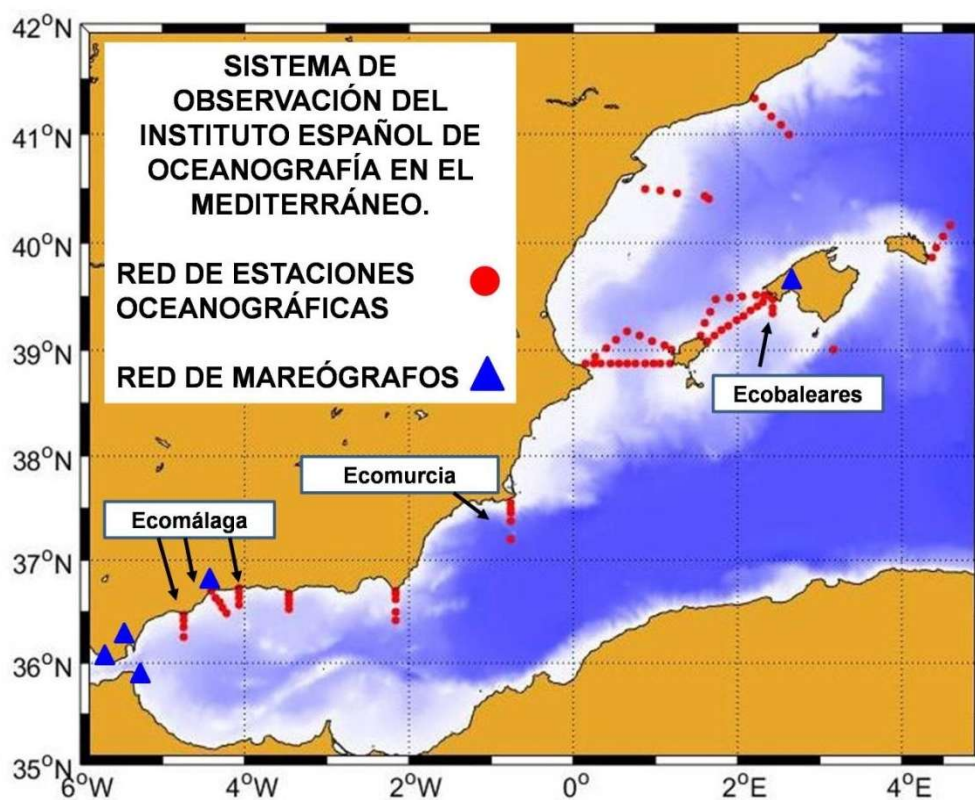 42°N
SISTEMA DE
OBSERVACIÓN DEL
INSTITUTO ESPAÑOL DE
OCEANOGRAFÍA EN EL
MEDITERRÁNEO.
41°N
40°N
RED DE ESTACIONES
OCEANOGRÁFICAS
39°N
RED DE MAREÓGRAFOS
Ecobaleares
38°N
Ecomurcia
Ecomálaga
37°N
36°N
35°N
6°W
4°W
2°W
0°
2°E
4°E